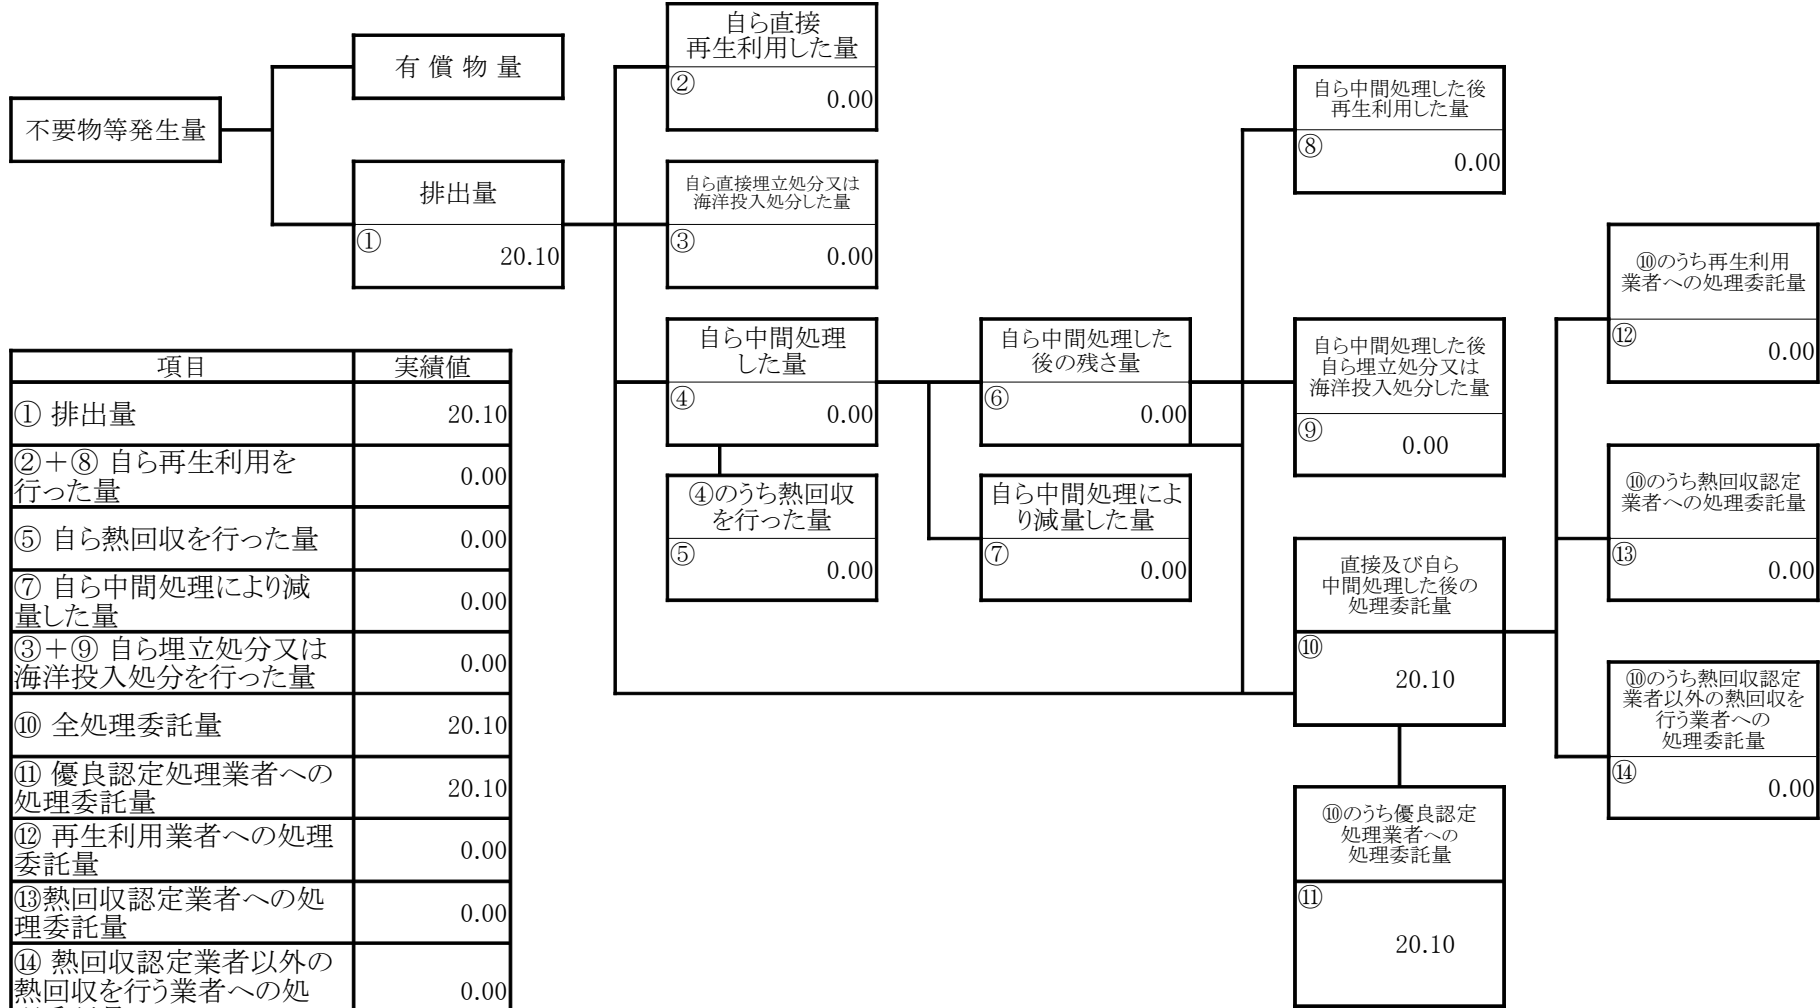 不要物等発生量
有 償 物 量
排出量
①
20.10
自ら直接
再生利用した量
②
0.00
自ら直接埋立処分又は
海洋投入処分した量
③
0.00
自ら中間処理
した量
④
0.00
④のうち熱回収
を行った量
⑤
0.00
自ら中間処理した
後の残さ量
⑥
0.00
自ら中間処理によ
り減量した量
⑦
0.00
自ら中間処理した後
再生利用した量
⑧
0.00
自ら中間処理した後
自ら埋立処分又は
海洋投入処分した量
⑨
0.00
直接及び自ら
中間処理した後の
処理委託量
⑩
20.10
⑩のうち優良認定
処理業者への
処理委託量
⑪
20.10
⑩のうち再生利用
業者への処理委託量
⑫
0.00
⑩のうち熱回収認定
業者への処理委託量
⑬
0.00
⑩のうち熱回収認定
業者以外の熱回収を
行う業者への
処理委託量
⑭
0.00
項目 実績値
① 排出量 20.10
②＋⑧ 自ら再生利用を
行った量 0.00
⑤ 自ら熱回収を行った量 0.00
⑦ 自ら中間処理により減
量した量 0.00
③＋⑨ 自ら埋立処分又は
海洋投入処分を行った量 0.00
⑩ 全処理委託量 20.10
⑪ 優良認定処理業者への
処理委託量 20.10
⑫ 再生利用業者への処理
委託量 0.00
⑬熱回収認定業者への処
理委託量 0.00
⑭ 熱回収認定業者以外の
熱回収を行う業者への処 0.00